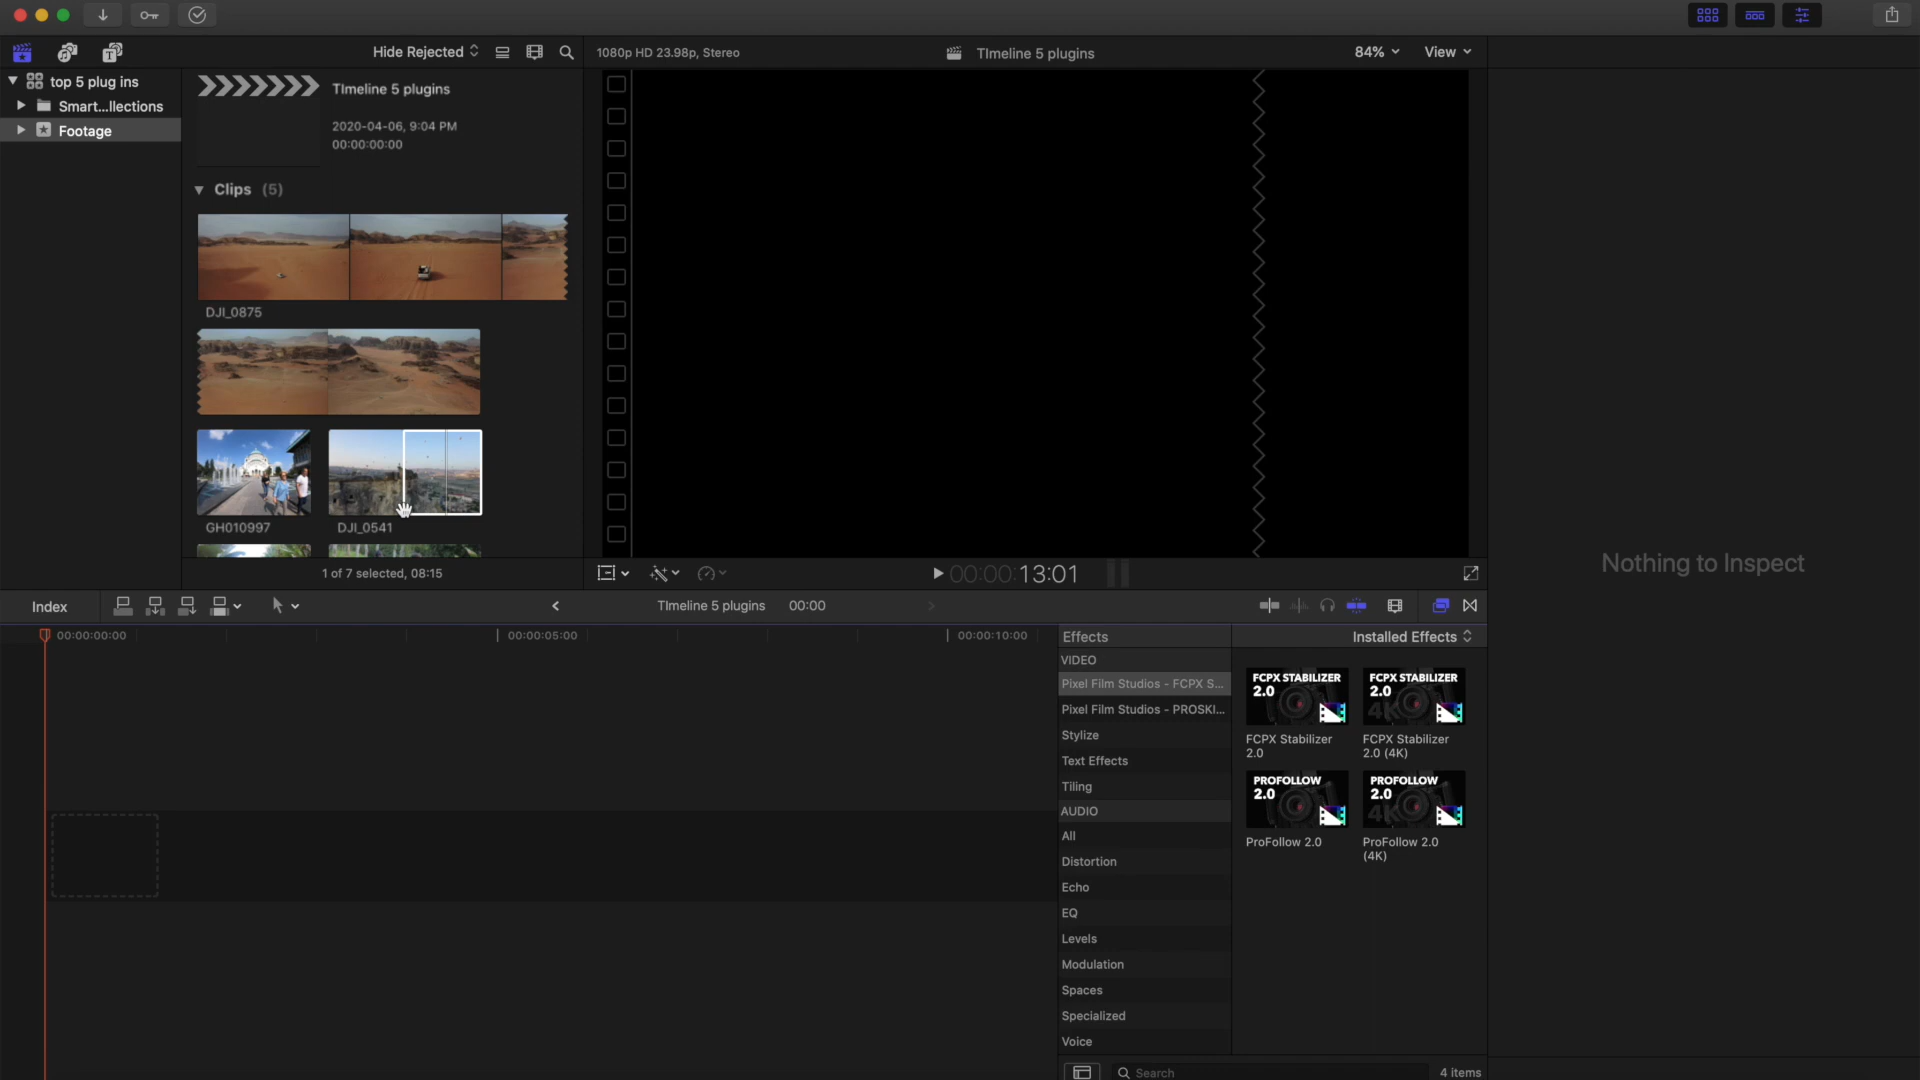 Hide Rejected
1080p HD 23.98p, Stereo
TImeline 5 plugins
84%
View
top 5 plug ins
Smart...llections
Footage
TImeline 5 plugins
2020-04-06, 9:04 PM
00:00:00:00
Clips (5)
DJI_0875
GH010997
DJI_0541
1 of 7 selected, 08:15
00:00:00:13:01
Nothing to Inspect
Index
TImeline 5 plugins
00:00
00:00:00:00
00:00:05:00
00:00:10:00
Effects
Installed Effects
VIDEO
Pixel Film Studios - FCPX S...
Pixel Film Studios - PROSKI...
Stylize
Text Effects
Tiling
AUDIO
All
Distortion
Echo
EQ
Levels
Modulation
Spaces
Specialized
Voice
FCPX STABILIZER
2.0
FCPX STABILIZER
2.0
4K
FCPX Stabilizer
2.0
FCPX Stabilizer
2.0 (4K)
PROFOLLOW
2.0
PROFOLLOW
2.0
4K
ProFollow 2.0
ProFollow 2.0
(4K)
Search
4 items